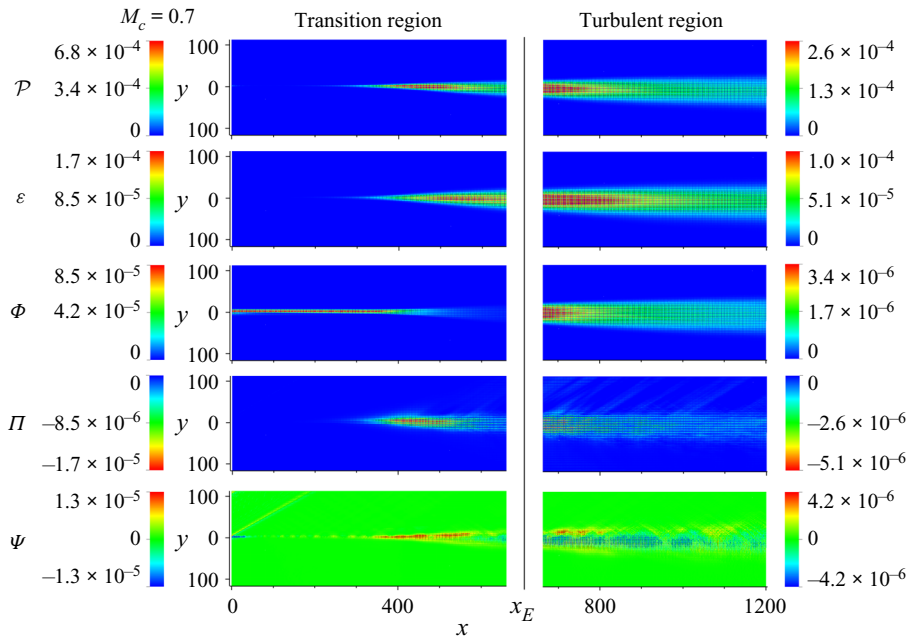 M_c = 0.7 Transition region Turbulent region
6.8 × 10⁻⁴ 100 2.6 × 10⁻⁴
𝒫 3.4 × 10⁻⁴ y 0 1.3 × 10⁻⁴
0 100 0
1.7 × 10⁻⁴ 100 1.0 × 10⁻⁴
ε 8.5 × 10⁻⁵ y 0 5.1 × 10⁻⁵
0 100 0
8.5 × 10⁻⁵ 100 3.4 × 10⁻⁶
Φ 4.2 × 10⁻⁵ y 0 1.7 × 10⁻⁶
0 100 0
0 100 0
Π –8.5 × 10⁻⁶ y 0 –2.6 × 10⁻⁶
–1.7 × 10⁻⁵ 100 –5.1 × 10⁻⁶
1.3 × 10⁻⁵ 100 4.2 × 10⁻⁶
Ψ 0 y 0 0
–1.3 × 10⁻⁵ 100 –4.2 × 10⁻⁶
0 400 x_E 800 1200
x